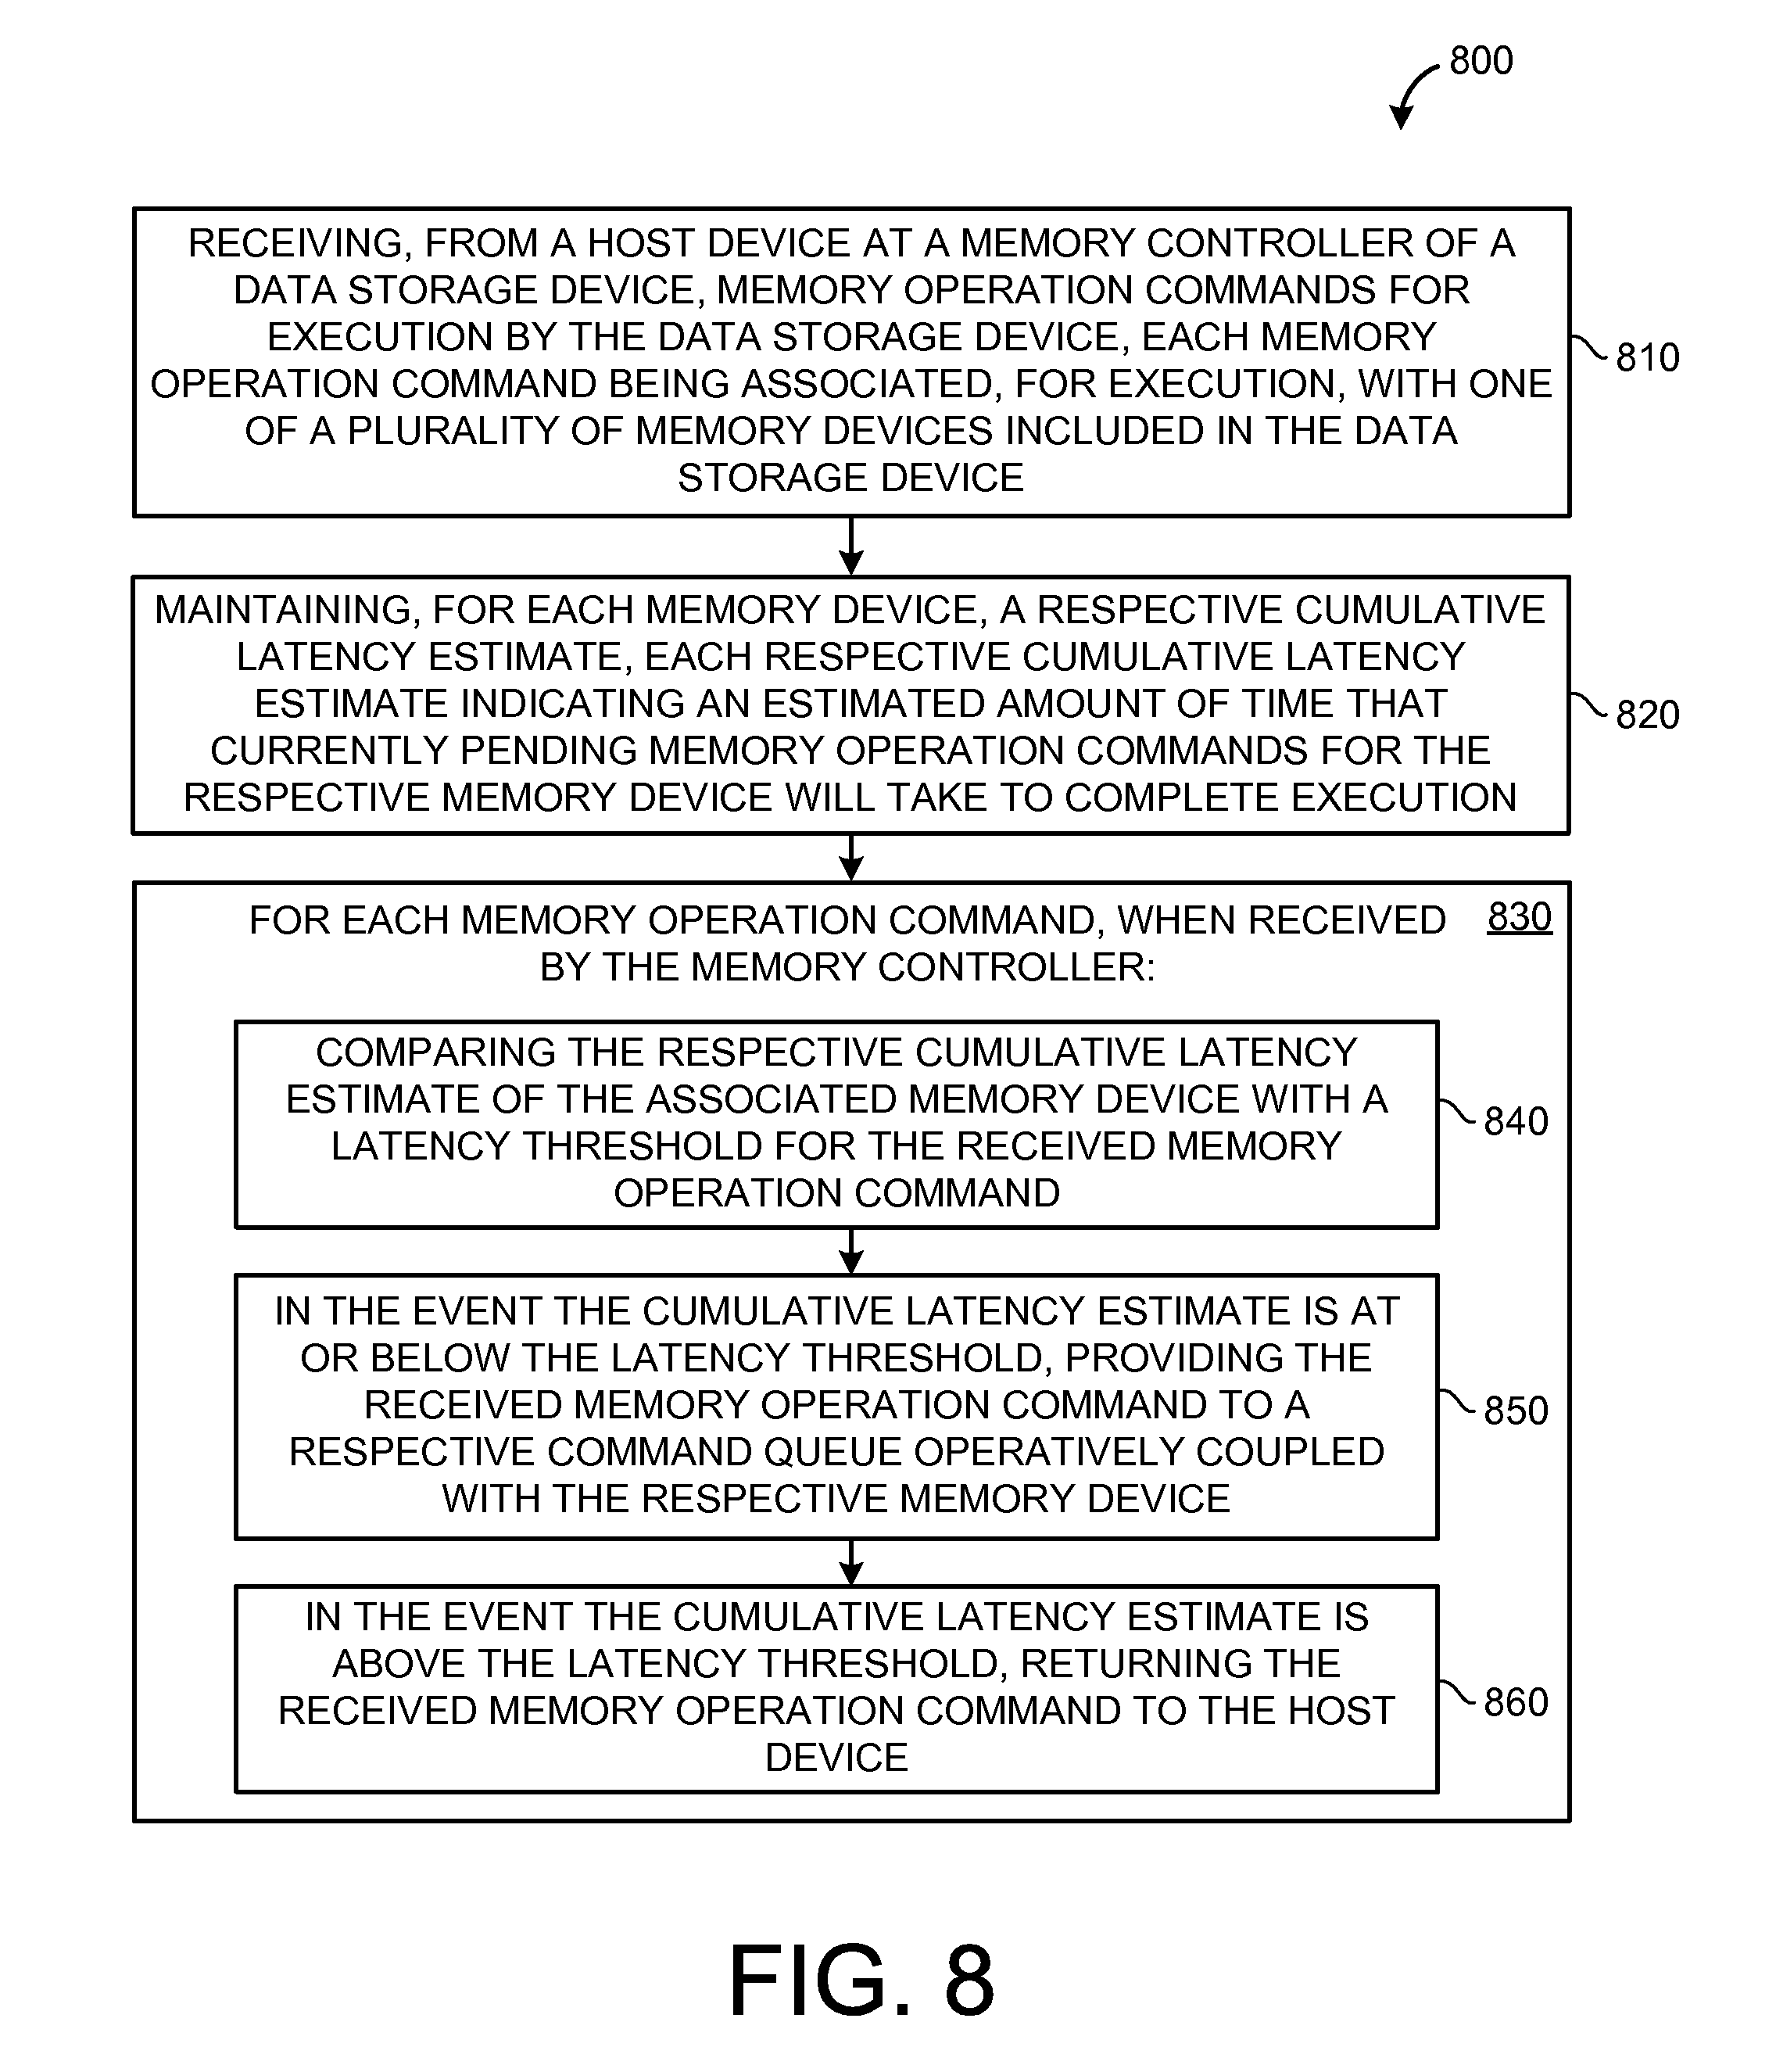 800
RECEIVING, FROM A HOST DEVICE AT A MEMORY CONTROLLER OF A
DATA STORAGE DEVICE, MEMORY OPERATION COMMANDS FOR
EXECUTION BY THE DATA STORAGE DEVICE, EACH MEMORY
OPERATION COMMAND BEING ASSOCIATED, FOR EXECUTION, WITH ONE
OF A PLURALITY OF MEMORY DEVICES INCLUDED IN THE DATA
STORAGE DEVICE
810
MAINTAINING, FOR EACH MEMORY DEVICE, A RESPECTIVE CUMULATIVE
LATENCY ESTIMATE, EACH RESPECTIVE CUMULATIVE LATENCY
ESTIMATE INDICATING AN ESTIMATED AMOUNT OF TIME THAT
CURRENTLY PENDING MEMORY OPERATION COMMANDS FOR THE
RESPECTIVE MEMORY DEVICE WILL TAKE TO COMPLETE EXECUTION
820
FOR EACH MEMORY OPERATION COMMAND, WHEN RECEIVED
BY THE MEMORY CONTROLLER:
830
COMPARING THE RESPECTIVE CUMULATIVE LATENCY
ESTIMATE OF THE ASSOCIATED MEMORY DEVICE WITH A
LATENCY THRESHOLD FOR THE RECEIVED MEMORY
OPERATION COMMAND
840
IN THE EVENT THE CUMULATIVE LATENCY ESTIMATE IS AT
OR BELOW THE LATENCY THRESHOLD, PROVIDING THE
RECEIVED MEMORY OPERATION COMMAND TO A
RESPECTIVE COMMAND QUEUE OPERATIVELY COUPLED
WITH THE RESPECTIVE MEMORY DEVICE
850
IN THE EVENT THE CUMULATIVE LATENCY ESTIMATE IS
ABOVE THE LATENCY THRESHOLD, RETURNING THE
RECEIVED MEMORY OPERATION COMMAND TO THE HOST
DEVICE
860
FIG. 8